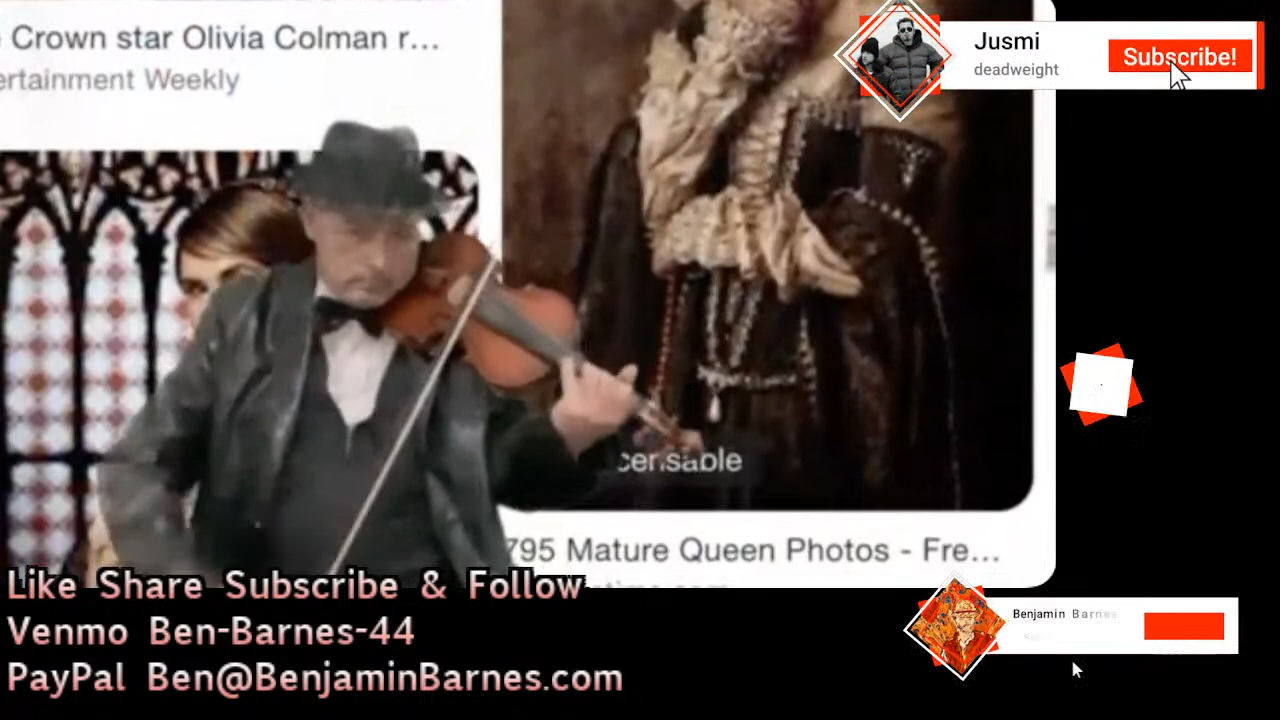 Crown star Olivia Colman r...
ertainment Weekly
Jusmi
deadweight
Subscribe!
censable
795 Mature Queen Photos - Fre...
Like Share Subscribe & Follow
Venmo Ben-Barnes-44
PayPal Ben@BenjaminBarnes.com
Benjamin Barnes